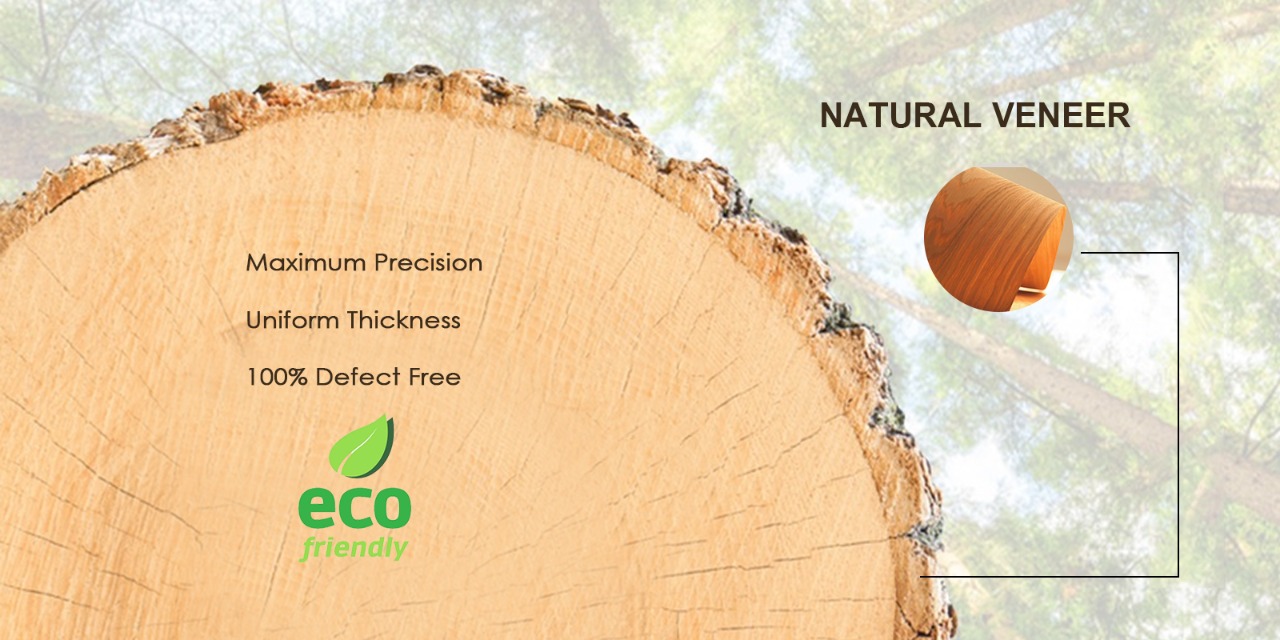 NATURAL VENEER
Maximum Precision
Uniform Thickness
100% Defect Free
eco
friendly